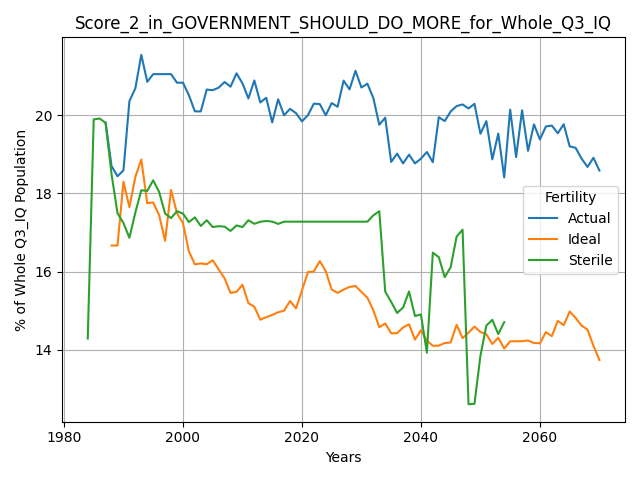 Score_2_in_GOVERNMENT_SHOULD_DO_MORE_for_Whole_Q3_IQ
% of Whole Q3_IQ Population
20
18
16
14
Fertility
Actual
Ideal
Sterile
1980
2000
2020
2040
2060
Years